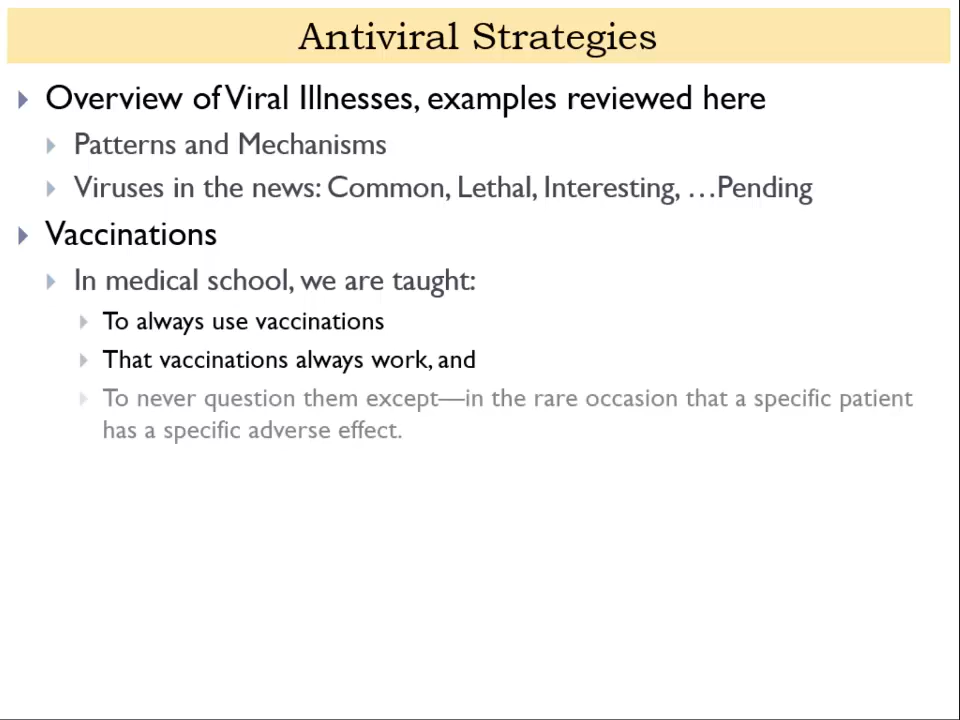 Antiviral Strategies
Overview of Viral Illnesses, examples reviewed here
Patterns and Mechanisms
Viruses in the news: Common, Lethal, Interesting, …Pending
Vaccinations
In medical school, we are taught:
To always use vaccinations
That vaccinations always work, and
To never question them except—in the rare occasion that a specific patient
has a specific adverse effect.